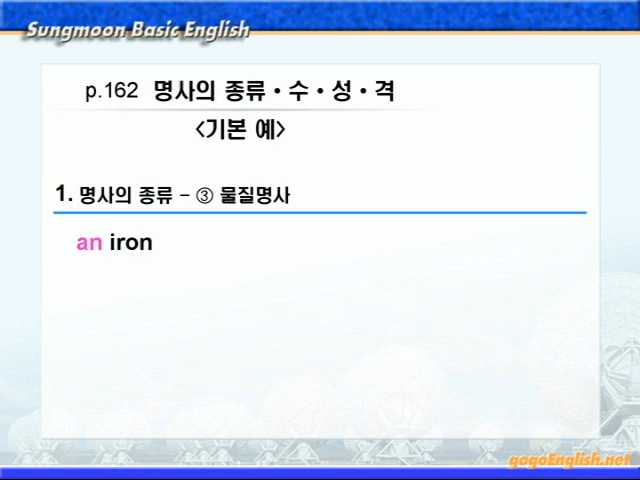 Sungmoon Basic English
p.162 명사의 종류・수・성・격
<기본 예>
1. 명사의 종류 - ③ 물질명사
an iron
gogoEnglish.net